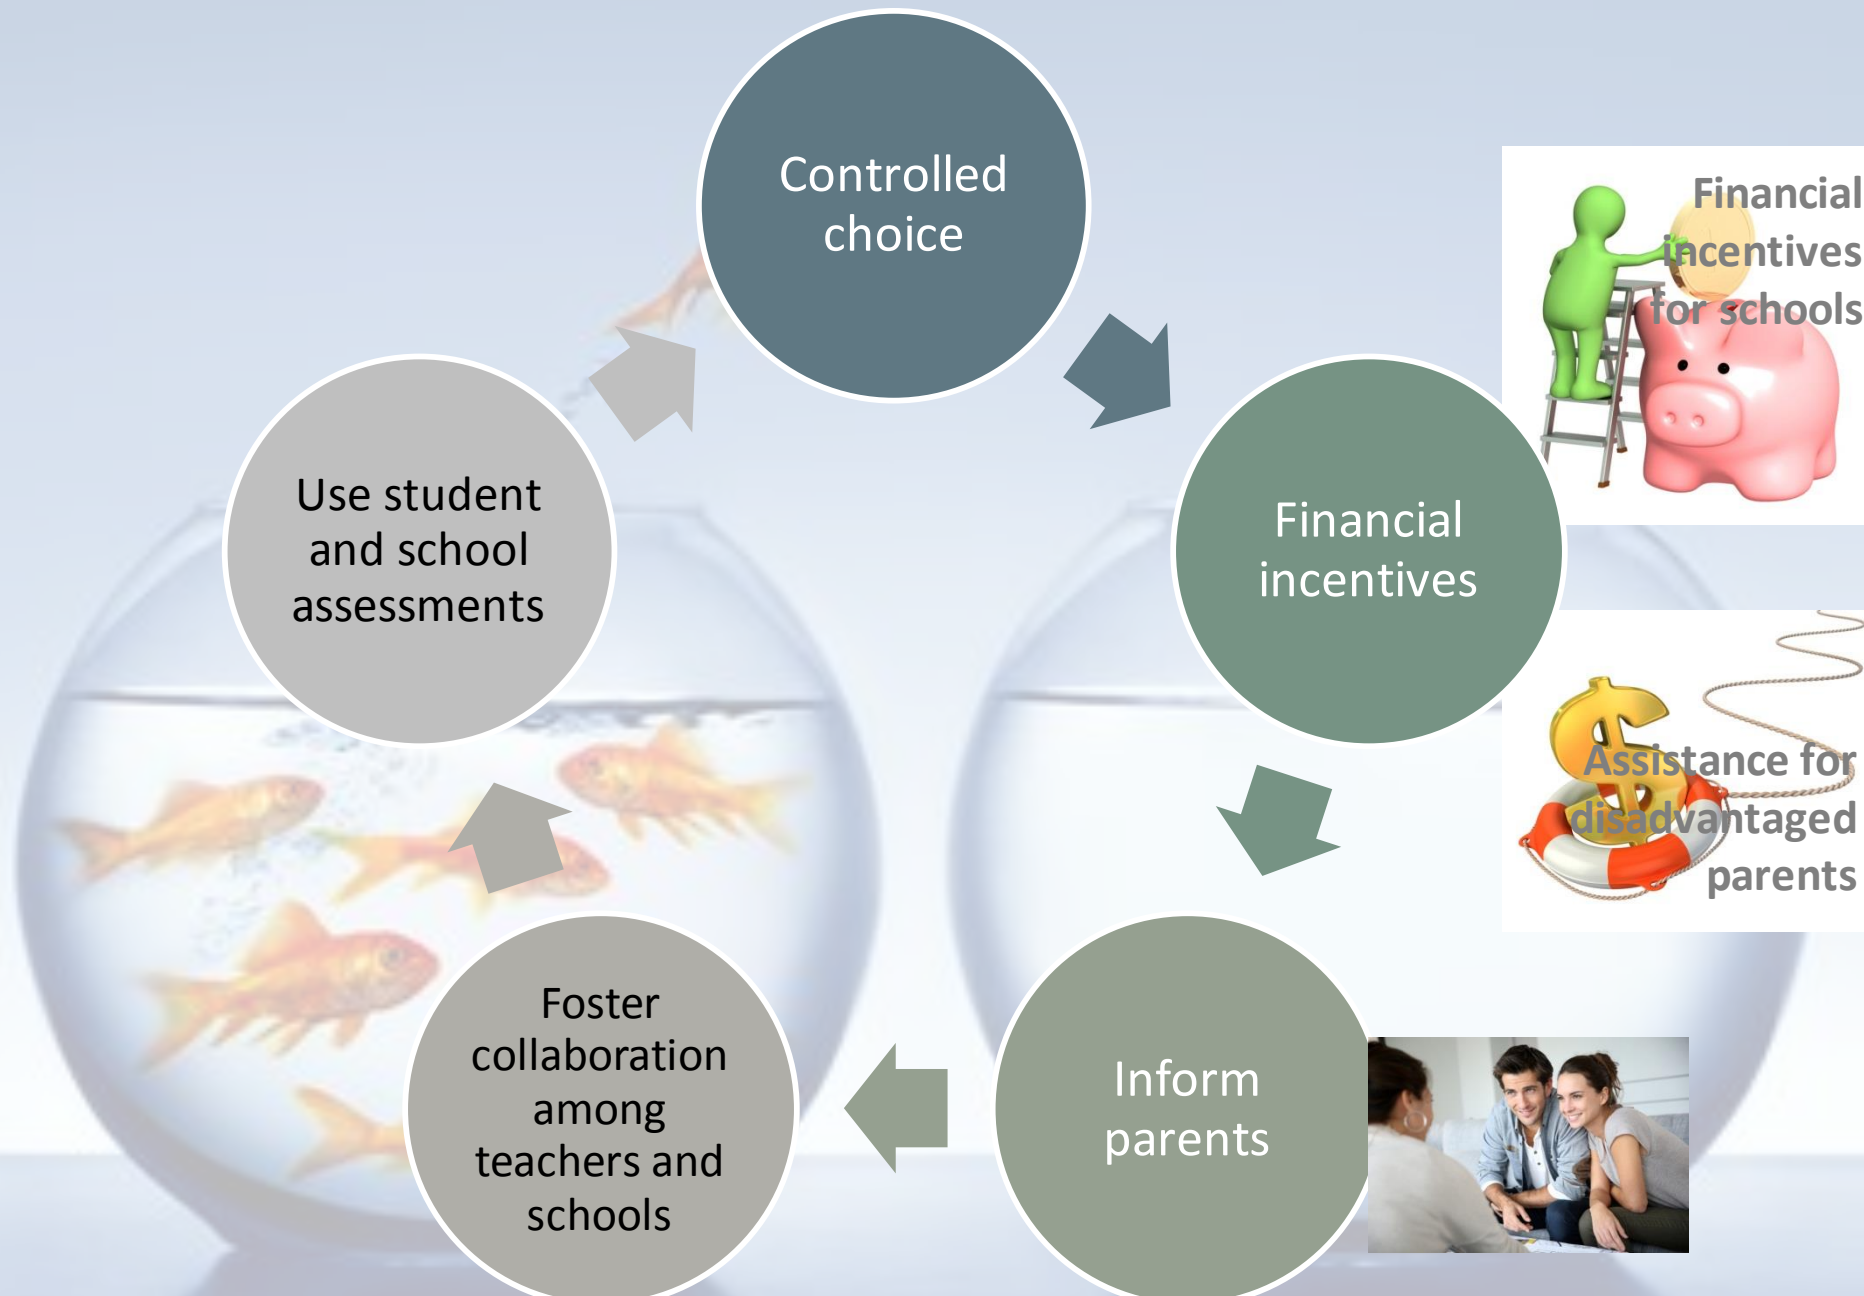 Controlled
choice
Financial
incentives
for schools
Financial
incentives
Assistance for
disadvantaged
parents
Inform
parents
Foster
collaboration
among
teachers and
schools
Use student
and school
assessments